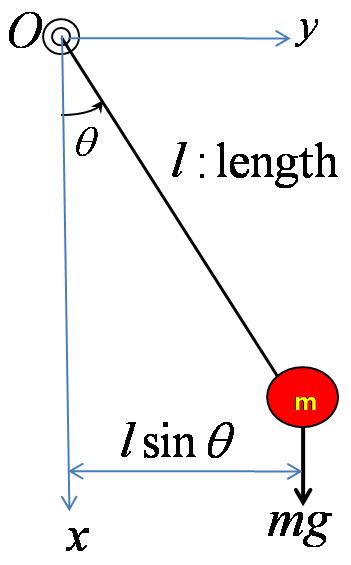 O
y
θ
l : length
m
l sin θ
mg
x